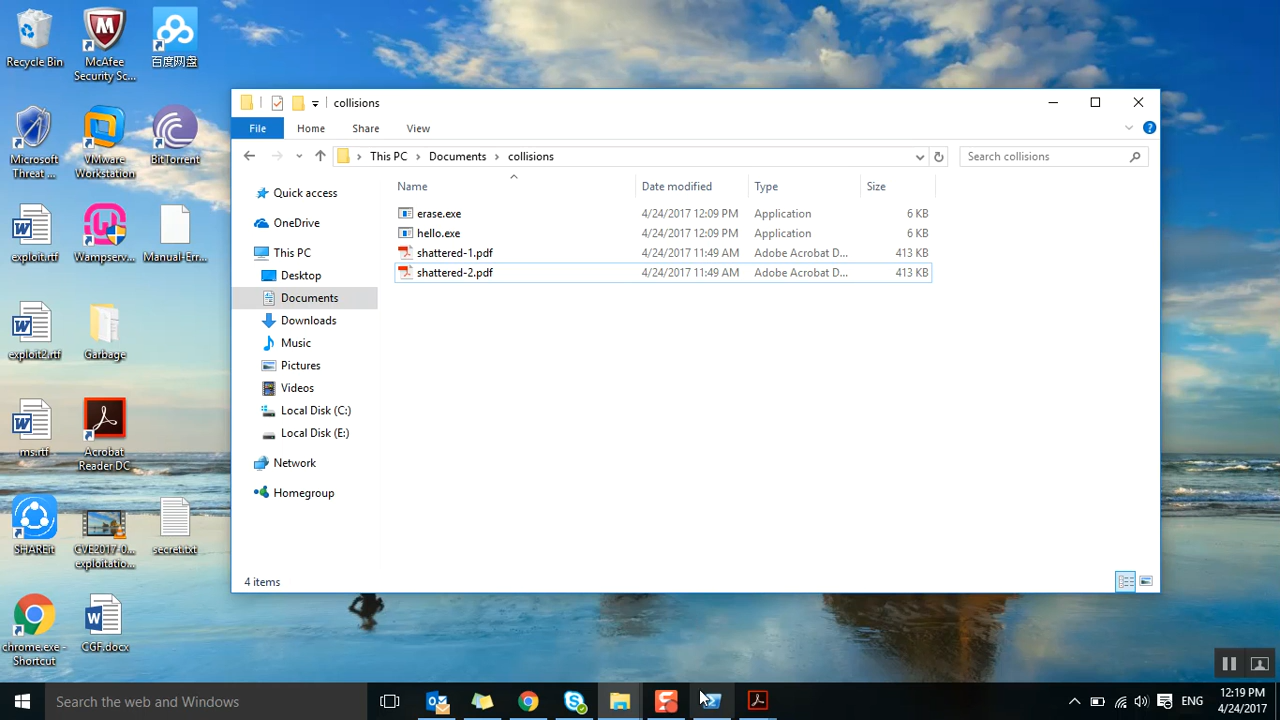 Recycle Bin
McAfee
Security Sc...
百度网盘
Microsoft
Threat ...
VMware
Workstation
BitTorrent
exploit.rtf
Wampserv...
Manual-Err...
exploit2.rtf
Garbage
ms.rtf
Acrobat
Reader DC
SHAREit
CVE2017-0...
exploitatio...
secret.txt
chrome.exe -
Shortcut
CGF.docx
collisions
File Home Share View
This PC Documents collisions
Search collisions
Name Date modified Type Size
erase.exe 4/24/2017 12:09 PM Application 6 KB
hello.exe 4/24/2017 12:09 PM Application 6 KB
shattered-1.pdf 4/24/2017 11:49 AM Adobe Acrobat D... 413 KB
shattered-2.pdf 4/24/2017 11:49 AM Adobe Acrobat D... 413 KB
Quick access
OneDrive
This PC
Desktop
Documents
Downloads
Music
Pictures
Videos
Local Disk (C:)
Local Disk (E:)
Network
Homegroup
4 items
Search the web and Windows
ENG
12:19 PM
4/24/2017